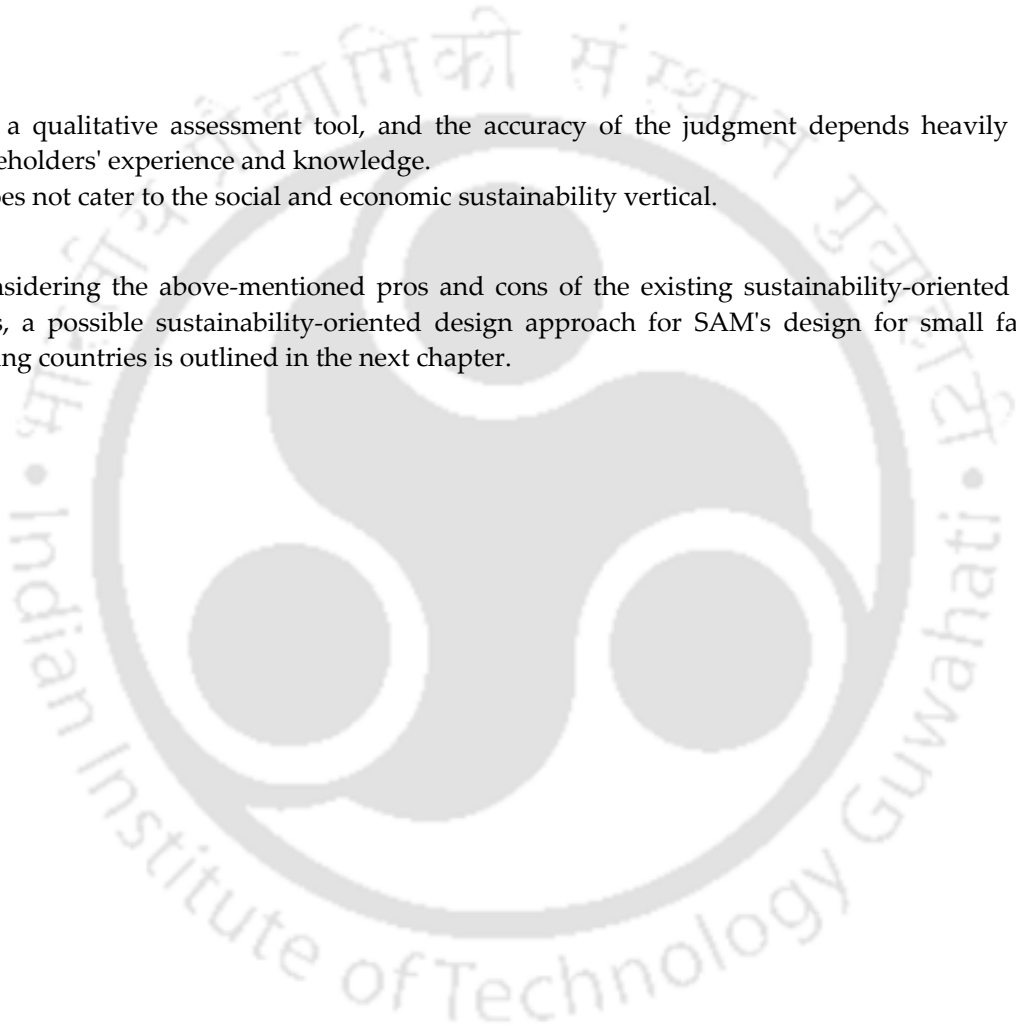 a qualitative assessment tool, and the accuracy of the judgment depends heavily
eholders' experience and knowledge.
es not cater to the social and economic sustainability vertical.
nsidering the above-mentioned pros and cons of the existing sustainability-oriented
s, a possible sustainability-oriented design approach for SAM's design for small fa
ng countries is outlined in the next chapter.
Indian Institute of Technology Guwahati